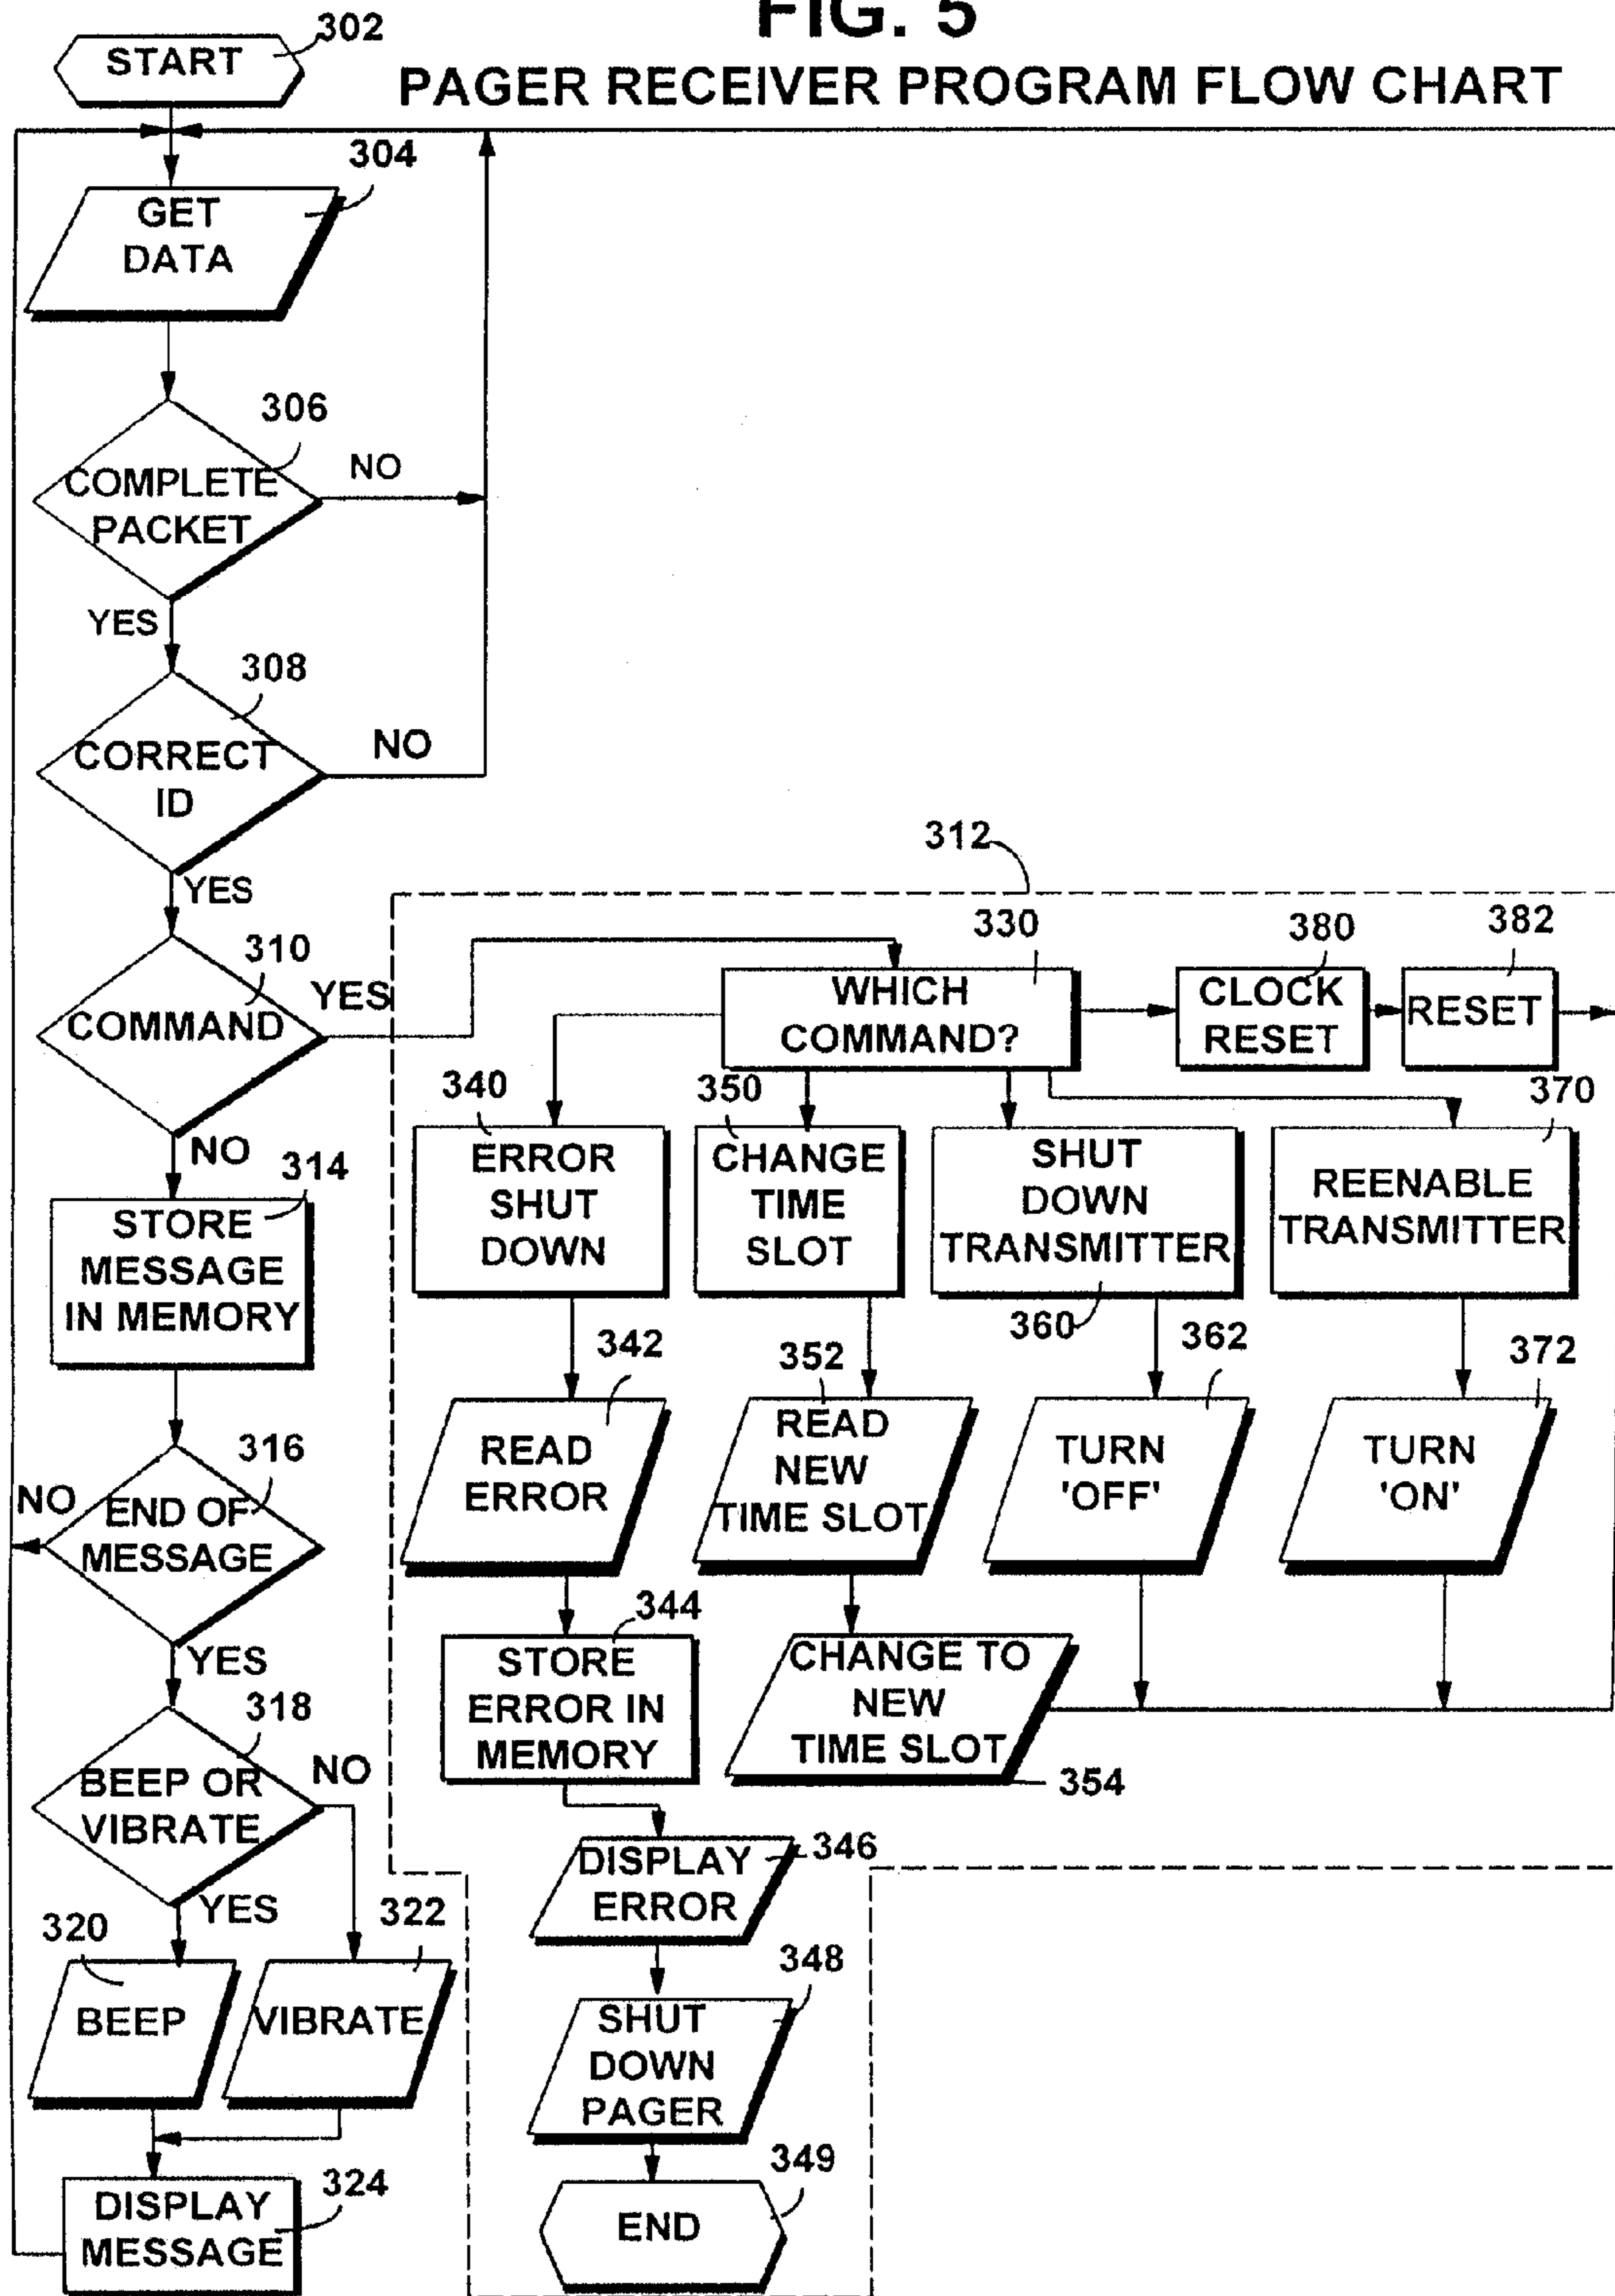 FIG. 5
PAGER RECEIVER PROGRAM FLOW CHART
302
START
304
GET
DATA
306
COMPLETE
PACKET
NO
YES
308
CORRECT
ID
NO
YES
310
COMMAND
YES
NO
314
STORE
MESSAGE
IN MEMORY
316
NO
END OF
MESSAGE
YES
318
BEEP OR
VIBRATE
NO
YES
320
BEEP
322
VIBRATE
324
DISPLAY
MESSAGE
312
330
WHICH
COMMAND?
380
CLOCK
RESET
382
RESET
340
ERROR
SHUT
DOWN
350
CHANGE
TIME
SLOT
SHUT
DOWN
TRANSMITTER
360
370
REENABLE
TRANSMITTER
342
READ
ERROR
352
READ
NEW
TIME SLOT
362
TURN
'OFF'
372
TURN
'ON'
344
STORE
ERROR IN
MEMORY
CHANGE TO
NEW
TIME SLOT
354
346
DISPLAY
ERROR
348
SHUT
DOWN
PAGER
349
END